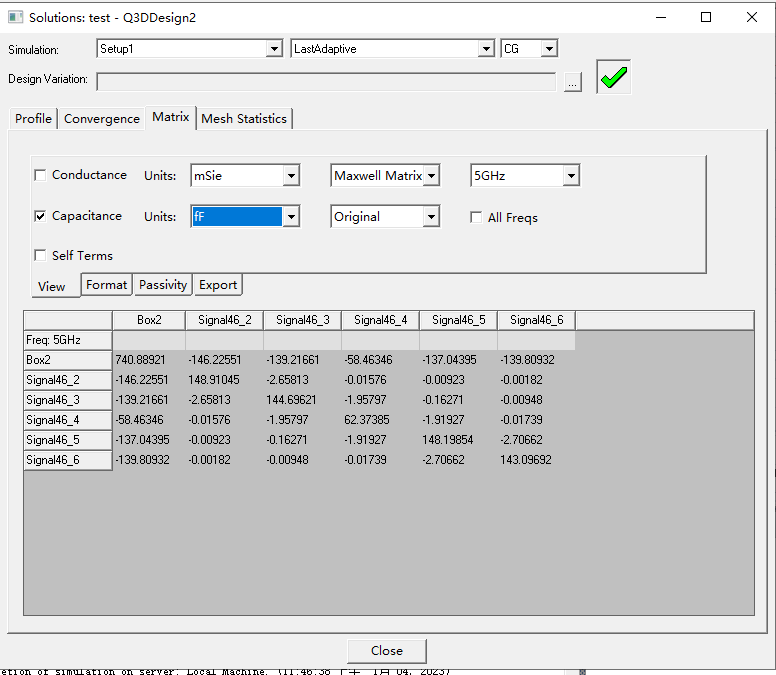 Solutions: test - Q3DDesign2
Simulation: Setup1 LastAdaptive CG
Design Variation: ...
Profile Convergence Matrix Mesh Statistics
Conductance Units: mSie Maxwell Matrix 5GHz
Capacitance Units: fF Original All Freqs
Self Terms
View Format Passivity Export
Box2 Signal46_2 Signal46_3 Signal46_4 Signal46_5 Signal46_6
Freq: 5GHz
Box2 740.88921 -146.22551 -139.21661 -58.46346 -137.04395 -139.80932
Signal46_2 -146.22551 148.91045 -2.65813 -0.01576 -0.00923 -0.00182
Signal46_3 -139.21661 -2.65813 144.69621 -1.95797 -0.16271 -0.00948
Signal46_4 -58.46346 -0.01576 -1.95797 62.37385 -1.91927 -0.01739
Signal46_5 -137.04395 -0.00923 -0.16271 -1.91927 148.19854 -2.70662
Signal46_6 -139.80932 -0.00182 -0.00948 -0.01739 -2.70662 143.09692
Close
etion of simulation on server: Local Machine. (11:46:38 1月 04, 2023)